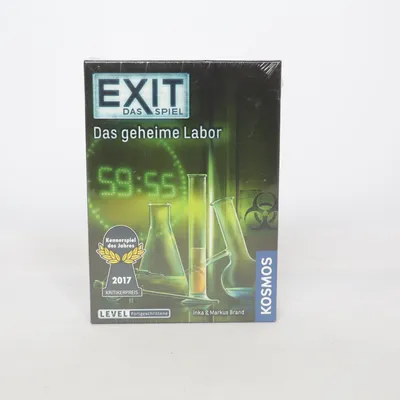 EXIT
DAS SPIEL
Das geheime Labor
59:55
Kennerspiel
des Jahres
2017
KRITIKERPREIS
LEVEL Fortgeschrittene
Inka & Markus Brand
KOSMOS